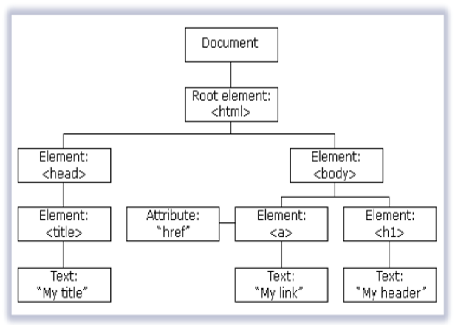 Document
Root element:
<html>
Element:
<head>
Element:
<body>
Element:
<title>
Attribute:
"href"
Element:
<a>
Element:
<h1>
Text:
"My title"
Text:
"My link"
Text:
"My header"